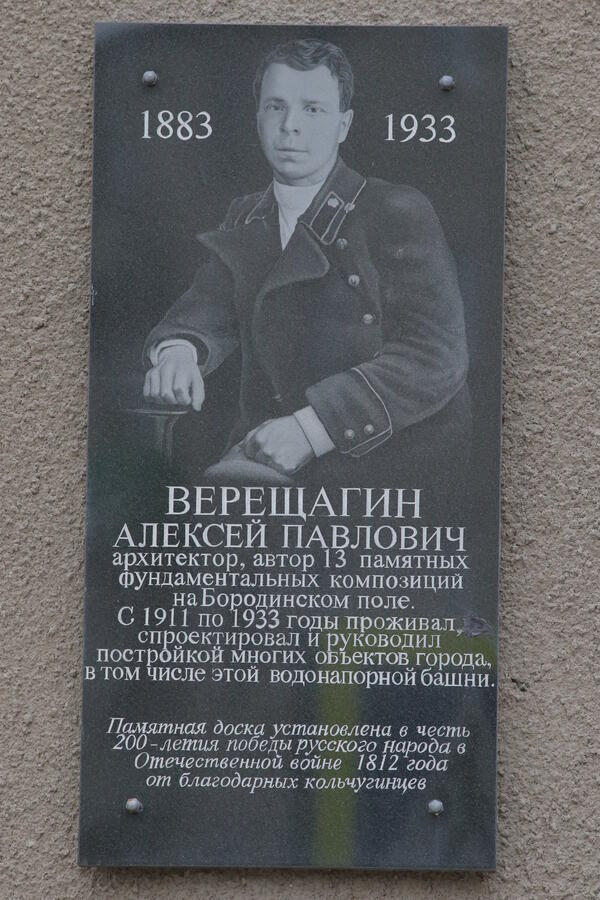 1883 1933
ВЕРЕЩАГИН
АЛЕКСЕЙ ПАВЛОВИЧ
архитектор, автор 13 памятных
фундаментальных композиций
на Бородинском поле.
С 1911 по 1933 годы проживал,
спроектировал и руководил
постройкой многих объектов города,
в том числе этой водонапорной башни.
Памятная доска установлена в честь
200-летия победы русского народа в
Отечественной войне 1812 года
от благодарных кольчугинцев